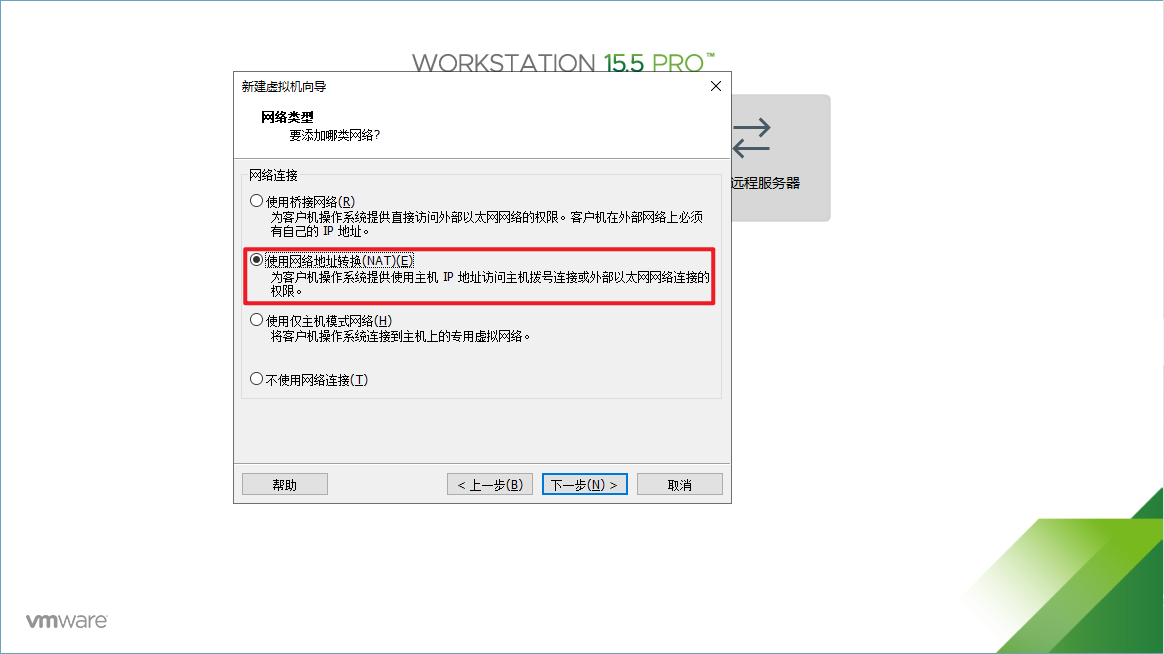 WORKSTATION 15.5 PRO™
新建虚拟机向导
网络类型
要添加哪类网络?
远程服务器
网络连接
使用桥接网络(R)
为客户机操作系统提供直接访问外部以太网网络的权限。客户机在外部网络上必须
有自己的 IP 地址。
使用网络地址转换(NAT)(E)
为客户机操作系统提供使用主机 IP 地址访问主机拨号连接或外部以太网网络连接的
权限。
使用仅主机模式网络(H)
将客户机操作系统连接到主机上的专用虚拟网络。
不使用网络连接(T)
帮助
< 上一步(B)
下一步(N) >
取消
vmware